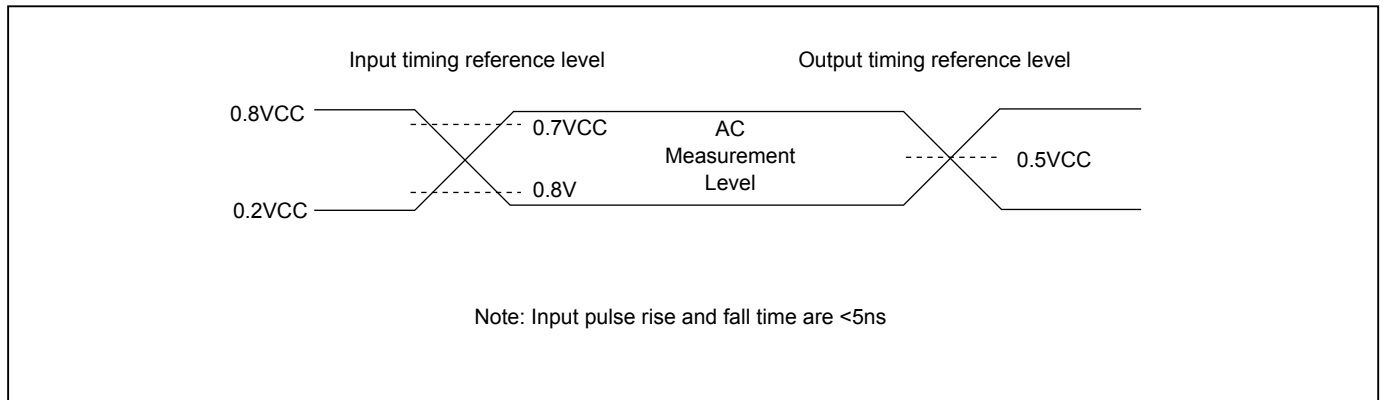 Input timing reference level
Output timing reference level
0.8VCC
0.7VCC
AC
Measurement
Level
0.5VCC
0.8V
0.2VCC
Note: Input pulse rise and fall time are <5ns